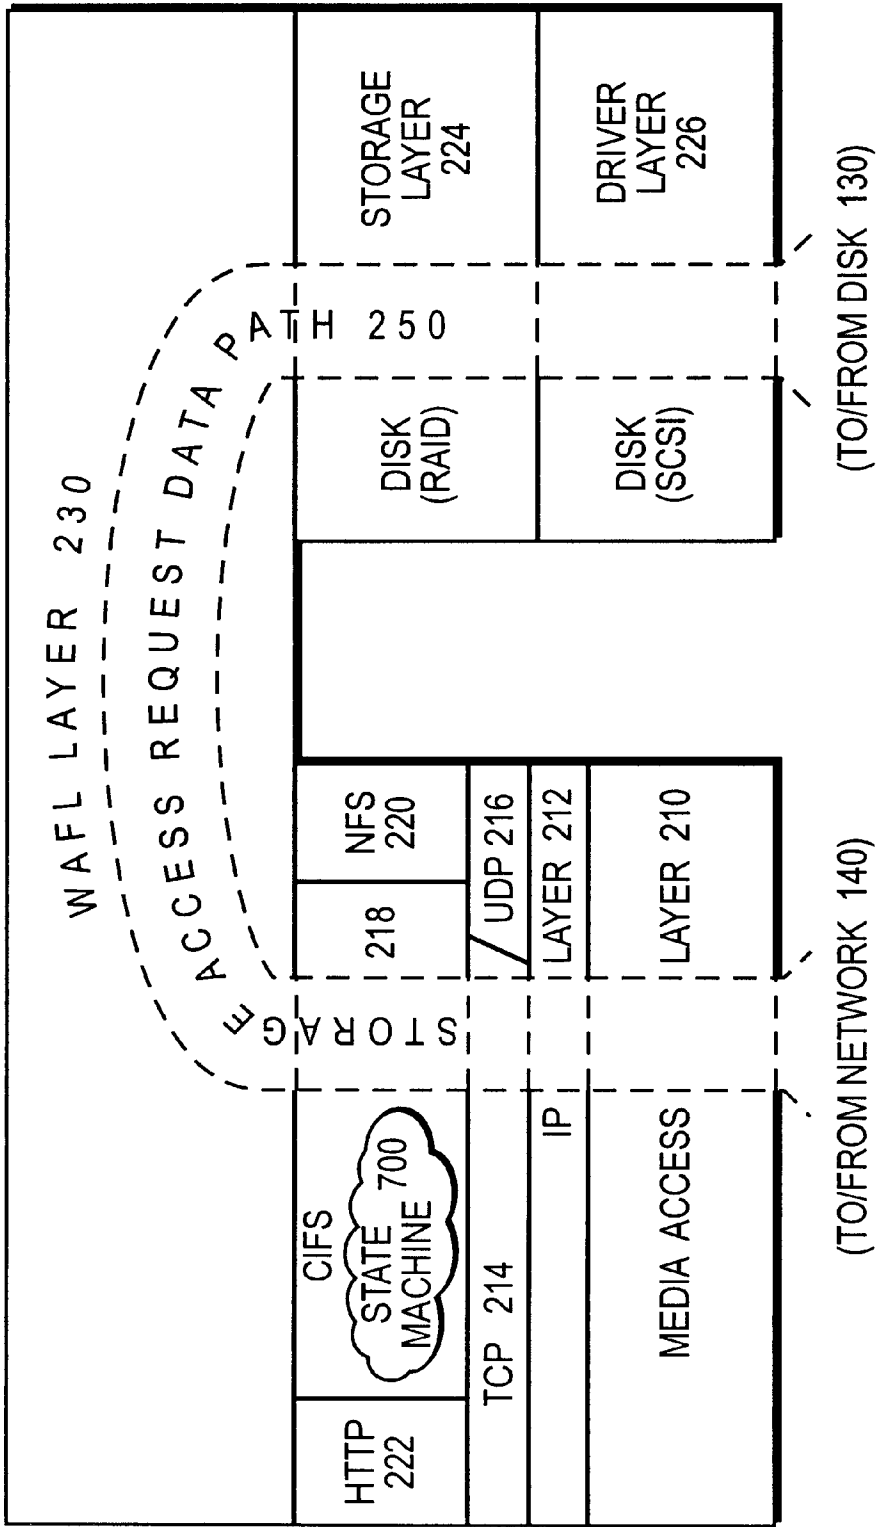 WAFL LAYER 230
STORAGE ACCESS REQUEST DATA PATH 250
HTTP
222
CIFS
STATE
MACHINE 700
218
NFS
220
TCP 214
UDP 216
IP
LAYER 212
MEDIA ACCESS
LAYER 210
(TO/FROM NETWORK 140)
DISK
(RAID)
STORAGE
LAYER
224
DISK
(SCSI)
DRIVER
LAYER
226
(TO/FROM DISK 130)